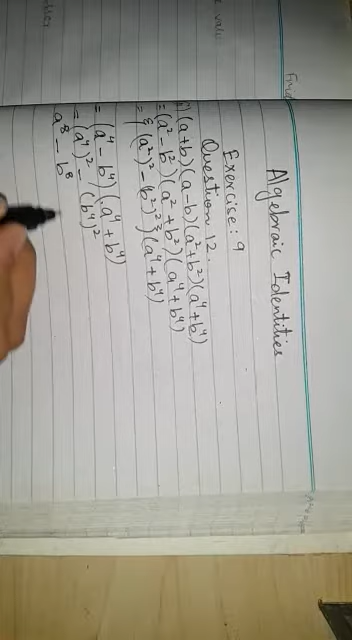 Algebraic Identities
Exercise: 9
Question 12.
(a+b)(a-b)(a²+b²)(a⁴+b⁴)
=(a²-b²)(a²+b²)(a⁴+b⁴)
= {(a²)²-(b²)²}(a⁴+b⁴)
= (a⁴-b⁴)(a⁴+b⁴)
= (a⁴)² - (b⁴)²
a⁸ - b⁸